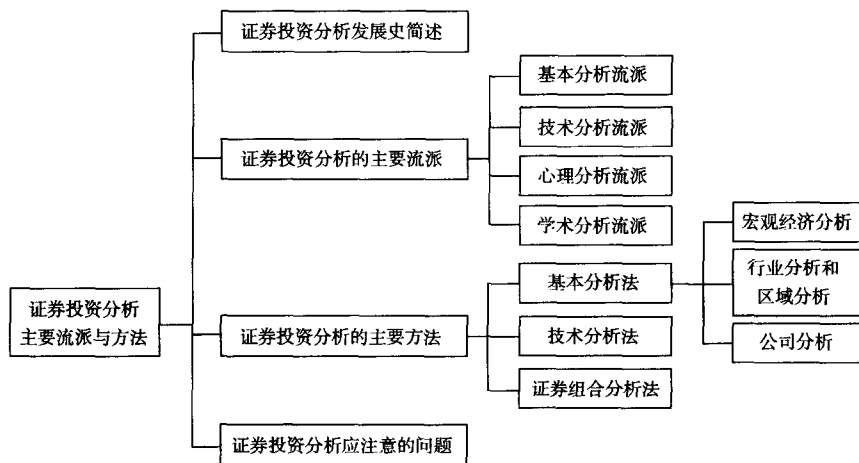 证券投资分析
主要流派与方法
证券投资分析发展史简述
证券投资分析的主要流派
基本分析流派
技术分析流派
心理分析流派
学术分析流派
证券投资分析的主要方法
基本分析法
宏观经济分析
行业分析和
区域分析
公司分析
技术分析法
证券组合分析法
证券投资分析应注意的问题